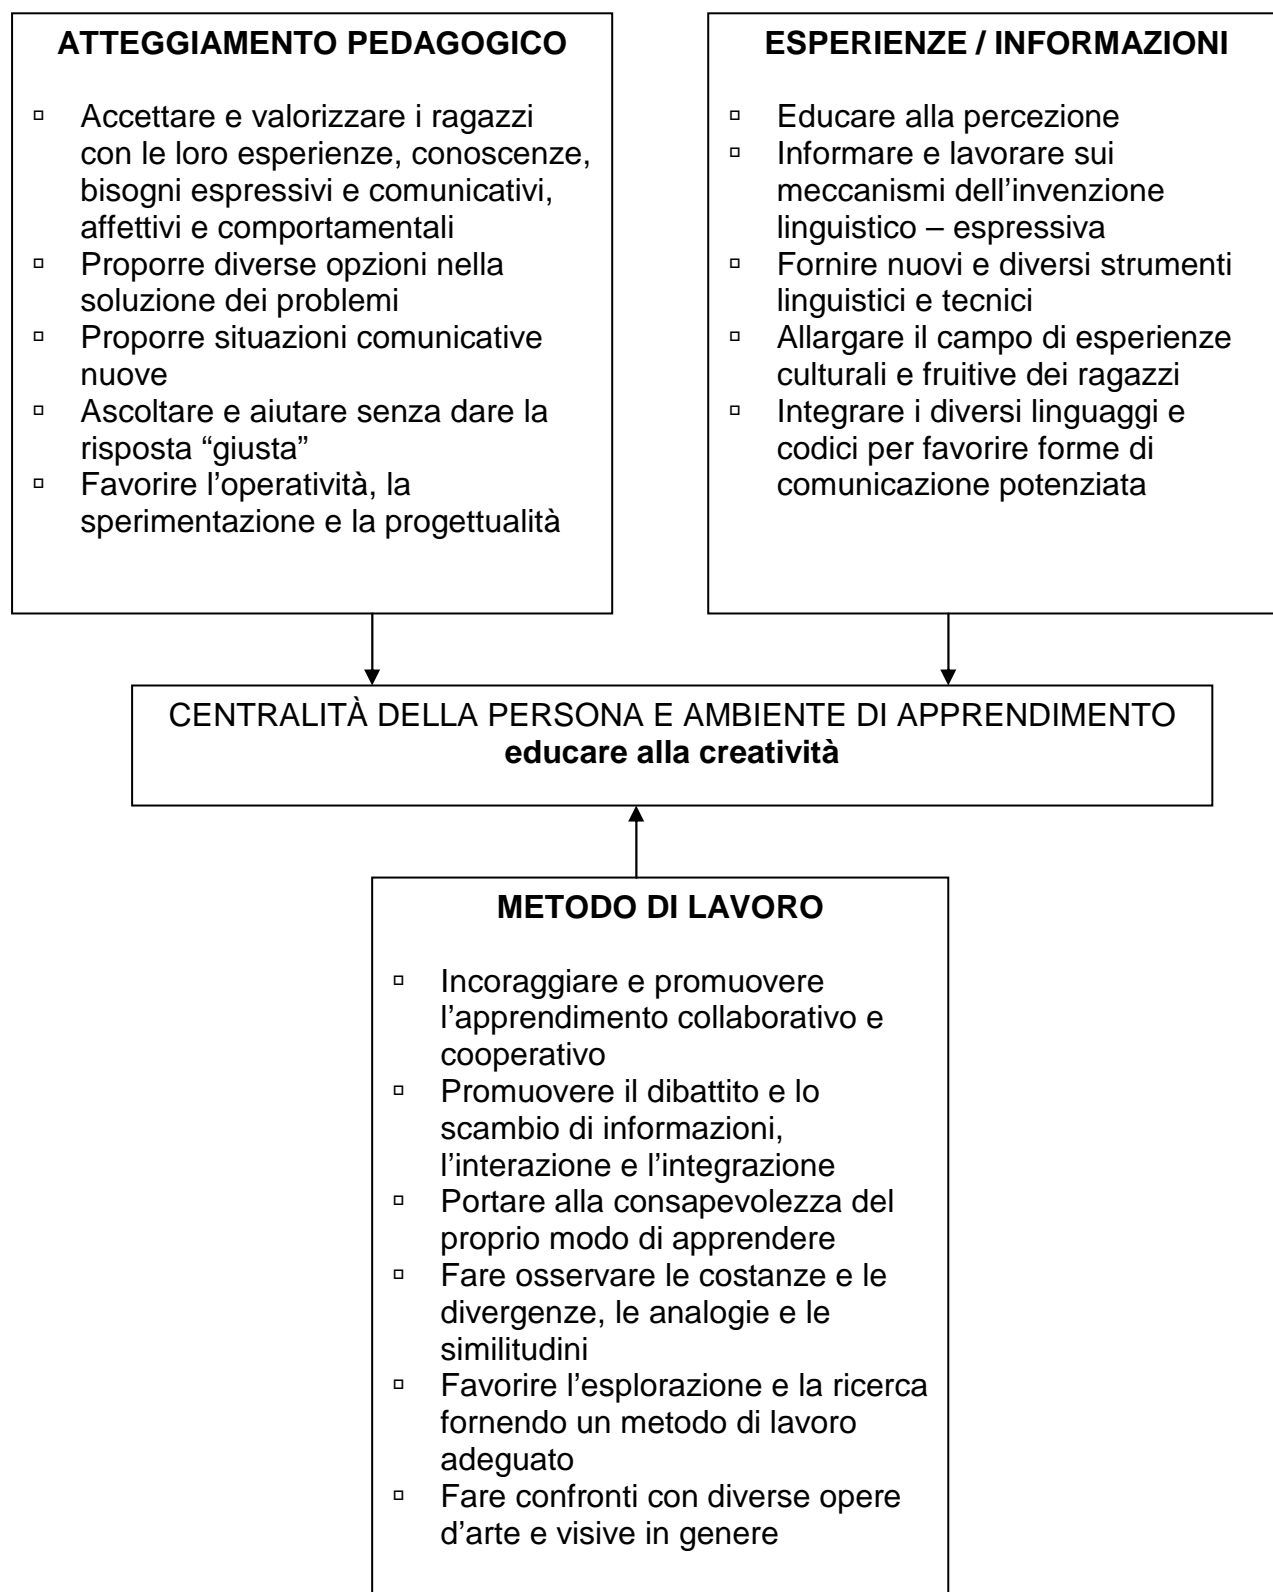 ATTEGGIAMENTO PEDAGOGICO
▫ Accettare e valorizzare i ragazzi
con le loro esperienze, conoscenze,
bisogni espressivi e comunicativi,
affettivi e comportamentali
▫ Proporre diverse opzioni nella
soluzione dei problemi
▫ Proporre situazioni comunicative
nuove
▫ Ascoltare e aiutare senza dare la
risposta “giusta”
▫ Favorire l’operatività, la
sperimentazione e la progettualità
ESPERIENZE / INFORMAZIONI
▫ Educare alla percezione
▫ Informare e lavorare sui
meccanismi dell’invenzione
linguistico – espressiva
▫ Fornire nuovi e diversi strumenti
linguistici e tecnici
▫ Allargare il campo di esperienze
culturali e fruitive dei ragazzi
▫ Integrare i diversi linguaggi e
codici per favorire forme di
comunicazione potenziata
CENTRALITÀ DELLA PERSONA E AMBIENTE DI APPRENDIMENTO
educare alla creatività
METODO DI LAVORO
▫ Incoraggiare e promuovere
l’apprendimento collaborativo e
cooperativo
▫ Promuovere il dibattito e lo
scambio di informazioni,
l’interazione e l’integrazione
▫ Portare alla consapevolezza del
proprio modo di apprendere
▫ Fare osservare le costanze e le
divergenze, le analogie e le
similitudini
▫ Favorire l’esplorazione e la ricerca
fornendo un metodo di lavoro
adeguato
▫ Fare confronti con diverse opere
d’arte e visive in genere